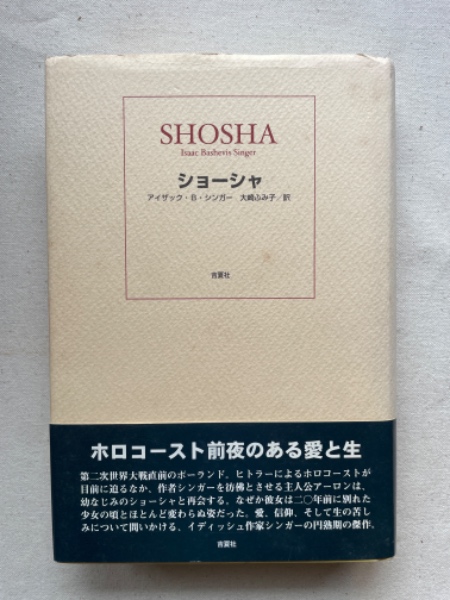 SHOSHA
Isaac Bashevis Singer
ショーシャ
アイザック・B・シンガー 大崎ふみ子/訳
吉夏社
ホロコースト前夜のある愛と生
第二次世界大戦直前のポーランド。ヒトラーによるホロコーストが
目前に迫るなか、作者シンガーを彷彿とさせる主人公アーロンは、
幼なじみのショーシャと再会する。なぜか彼女は二〇年前に別れた
少女の頃とほとんど変わらぬ姿だった。愛、信仰、そして生の苦し
みについて問いかける、イディッシュ作家シンガーの円熟期の傑作。
吉夏社